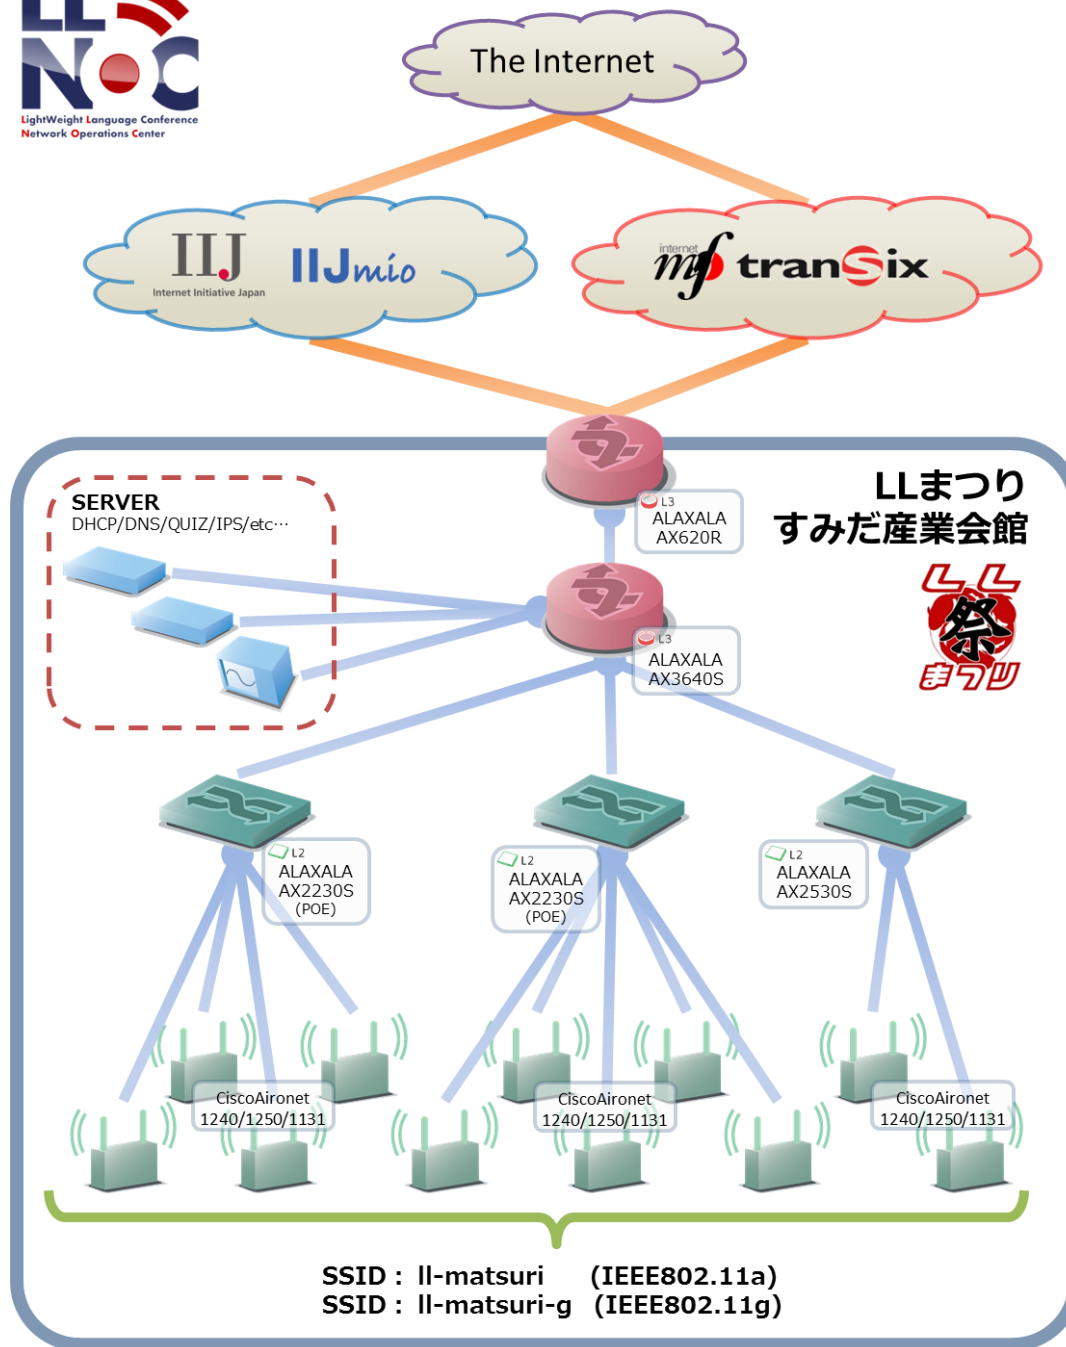 LL
NOC
LightWeight Language Conference
Network Operations Center
The Internet
IIJ
Internet Initiative Japan
IIJmio
internet
mf
tranSix
LLまつり
すみだ産業会館
SERVER
DHCP/DNS/QUIZ/IPS/etc…
L3
ALAXALA
AX620R
LL
祭
まつり
L3
ALAXALA
AX3640S
L2
ALAXALA
AX2230S
(POE)
L2
ALAXALA
AX2230S
(POE)
L2
ALAXALA
AX2530S
CiscoAironet
1240/1250/1131
CiscoAironet
1240/1250/1131
CiscoAironet
1240/1250/1131
SSID : ll-matsuri (IEEE802.11a)
SSID : ll-matsuri-g (IEEE802.11g)